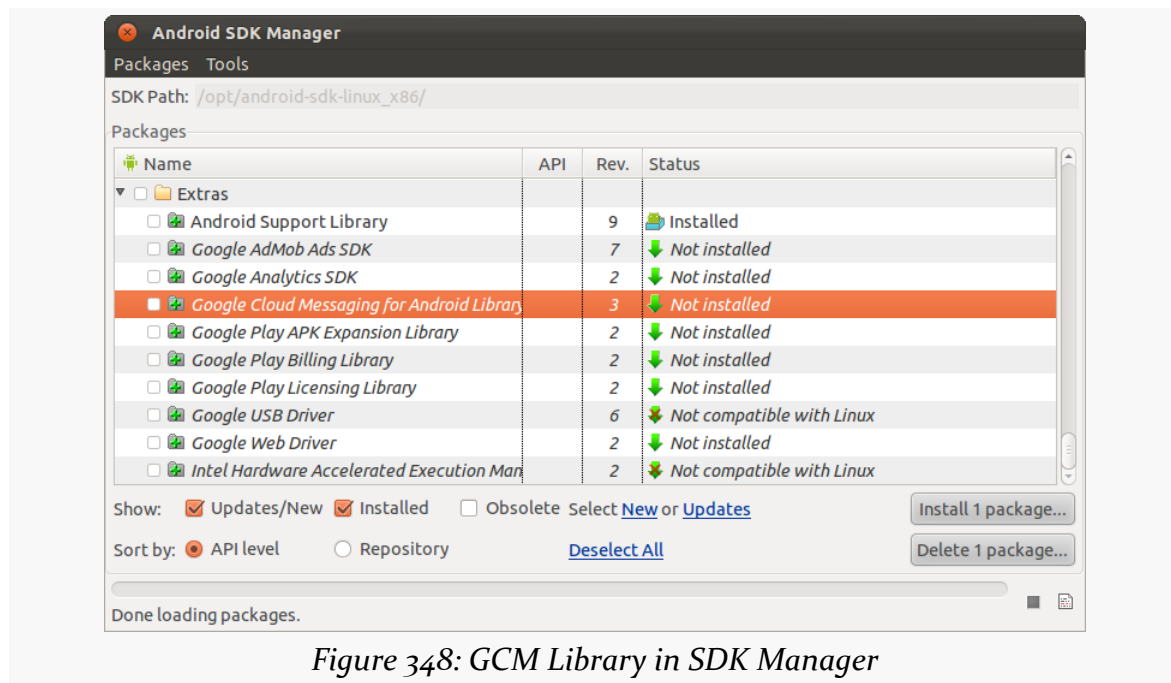 Android SDK Manager
Packages Tools
SDK Path: /opt/android-sdk-linux_x86/
Packages
Name API Rev. Status
Extras
Android Support Library 9 Installed
Google AdMob Ads SDK 7 Not installed
Google Analytics SDK 2 Not installed
Google Cloud Messaging for Android Library 3 Not installed
Google Play APK Expansion Library 2 Not installed
Google Play Billing Library 2 Not installed
Google Play Licensing Library 2 Not installed
Google USB Driver 6 Not compatible with Linux
Google Web Driver 2 Not installed
Intel Hardware Accelerated Execution Man 2 Not compatible with Linux
Show: Updates/New Installed Obsolete Select New or Updates Install 1 package...
Sort by: API level Repository Deselect All Delete 1 package...
Done loading packages.
Figure 348: GCM Library in SDK Manager